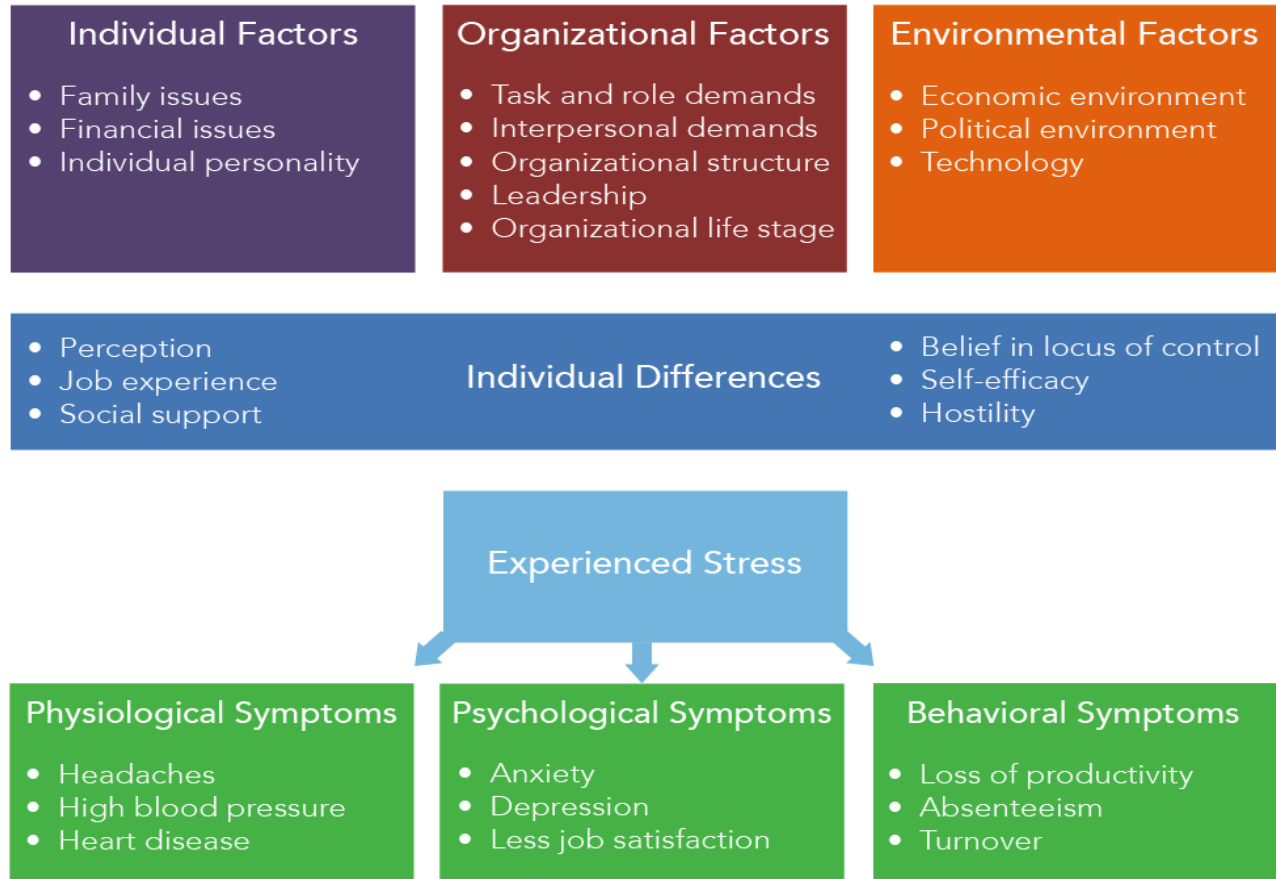 Individual Factors
• Family issues
• Financial issues
• Individual personality
Organizational Factors
• Task and role demands
• Interpersonal demands
• Organizational structure
• Leadership
• Organizational life stage
Environmental Factors
• Economic environment
• Political environment
• Technology
• Perception
• Job experience
• Social support
Individual Differences
• Belief in locus of control
• Self-efficacy
• Hostility
Experienced Stress
Physiological Symptoms
• Headaches
• High blood pressure
• Heart disease
Psychological Symptoms
• Anxiety
• Depression
• Less job satisfaction
Behavioral Symptoms
• Loss of productivity
• Absenteeism
• Turnover